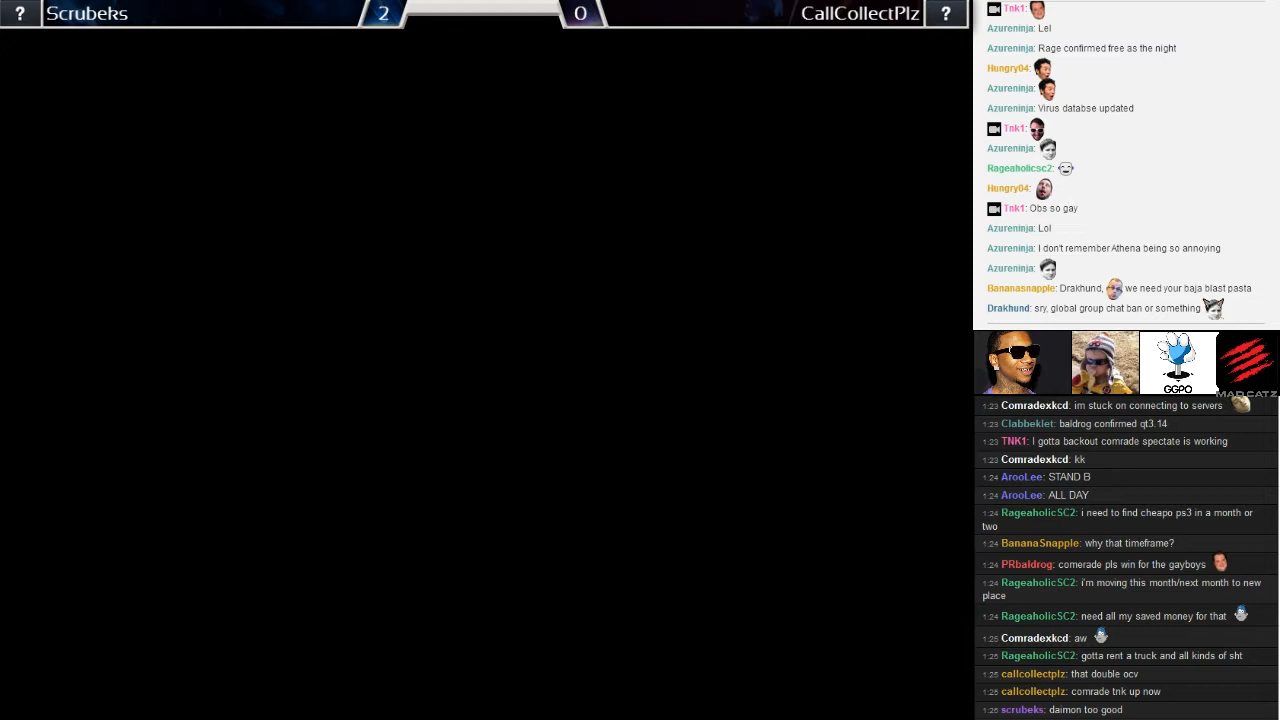 ? Scrubeks 2 0 CallCollectPlz ?
Tnk1:
Azureninja: Lel
Azureninja: Rage confirmed free as the night
Hungry04:
Azureninja:
Azureninja: Virus databse updated
Tnk1:
Azureninja:
Rageaholicsc2:
Hungry04:
Tnk1: Obs so gay
Azureninja: Lol
Azureninja: I don't remember Athena being so annoying
Azureninja:
Bananasnapple: Drakhund, we need your baja blast pasta
Drakhund: sry, global group chat ban or something
GGPO
MAD CATZ
1:23 Comradexkcd: im stuck on connecting to servers
1:23 Clabbeklet: baldrog confirmed qt3.14
1:23 TNK1: I gotta backout comrade spectate is working
1:23 Comradexkcd: kk
1:24 ArooLee: STAND B
1:24 ArooLee: ALL DAY
1:24 RageaholicSC2: i need to find cheapo ps3 in a month or
two
1:24 BananaSnapple: why that timeframe?
1:24 PRbaldrog: comerade pls win for the gayboys
1:24 RageaholicSC2: i'm moving this month/next month to new
place
1:24 RageaholicSC2: need all my saved money for that
1:25 Comradexkcd: aw
1:25 RageaholicSC2: gotta rent a truck and all kinds of sht
1:25 callcollectplz: that double ocv
1:25 callcollectplz: comrade tnk up now
1:25 scrubeks: daimon too good